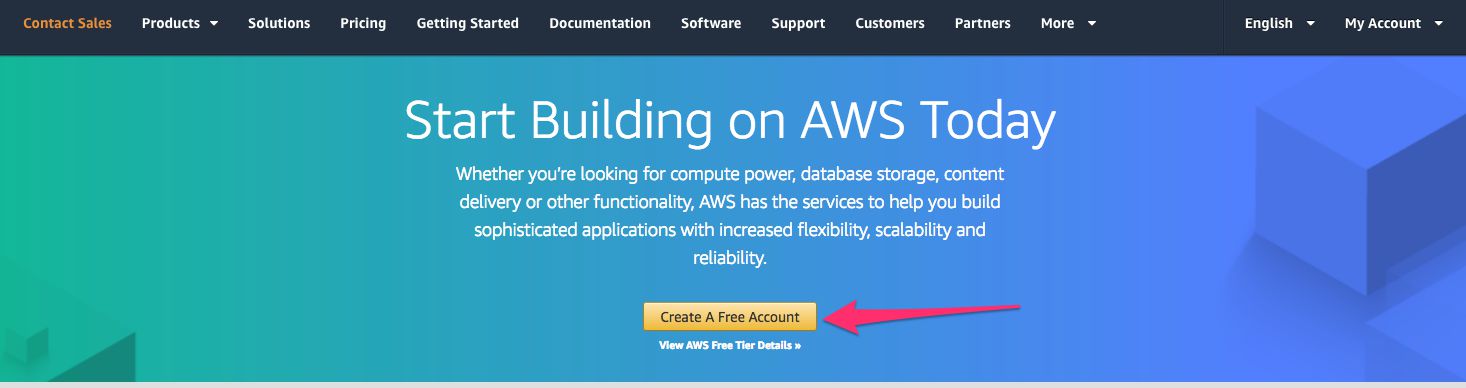 Contact Sales Products Solutions Pricing Getting Started Documentation Software Support Customers Partners More English My Account
Start Building on AWS Today
Whether you're looking for compute power, database storage, content
delivery or other functionality, AWS has the services to help you build
sophisticated applications with increased flexibility, scalability and
reliability.
Create A Free Account
View AWS Free Tier Details »